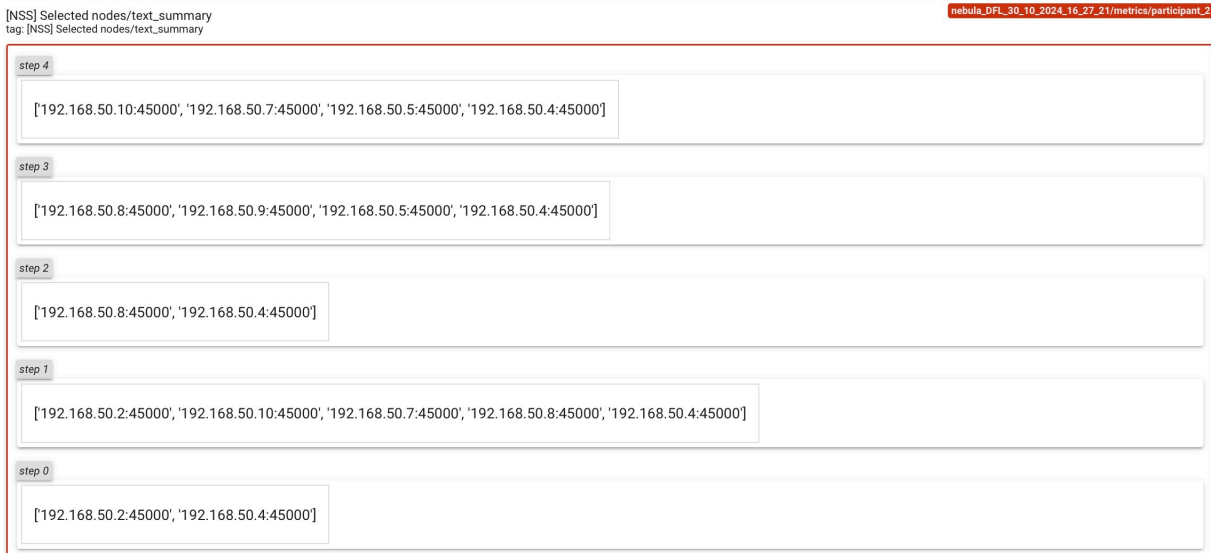 [NSS] Selected nodes/text_summary
nebula_DFL_30_10_2024_16_27_21/metrics/participant_2
tag: [NSS] Selected nodes/text_summary
step 4
['192.168.50.10:45000', '192.168.50.7:45000', '192.168.50.5:45000', '192.168.50.4:45000']
step 3
['192.168.50.8:45000', '192.168.50.9:45000', '192.168.50.5:45000', '192.168.50.4:45000']
step 2
['192.168.50.8:45000', '192.168.50.4:45000']
step 1
['192.168.50.2:45000', '192.168.50.10:45000', '192.168.50.7:45000', '192.168.50.8:45000', '192.168.50.4:45000']
step 0
['192.168.50.2:45000', '192.168.50.4:45000']